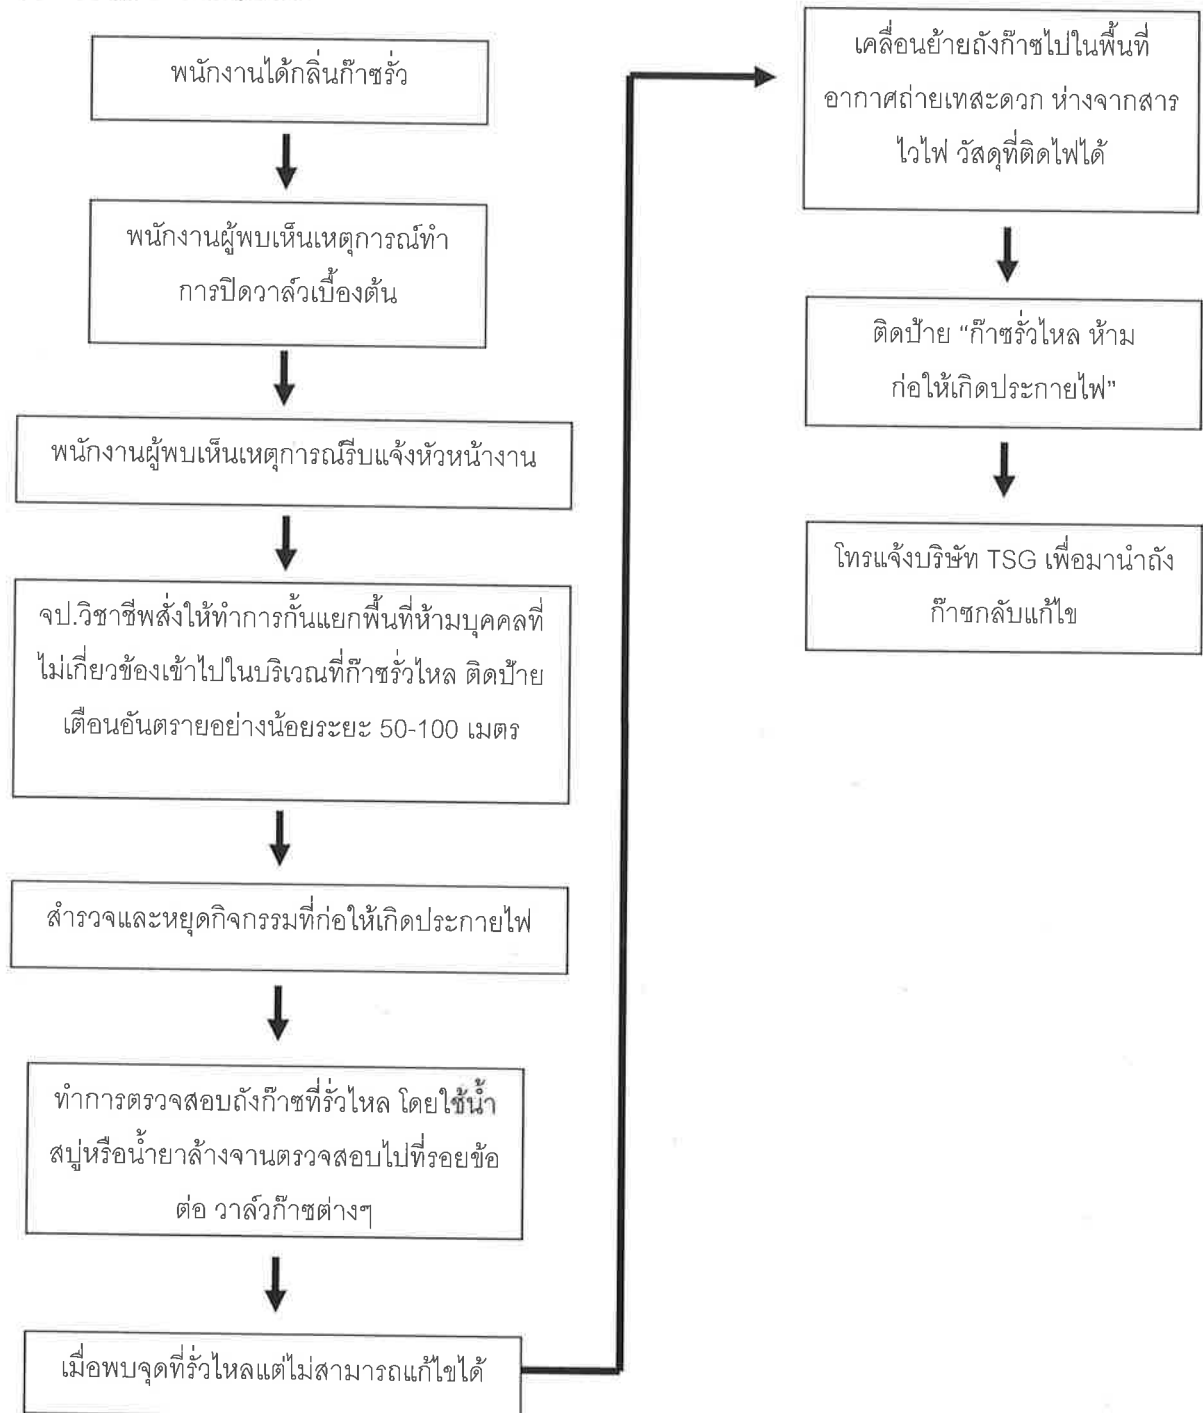 พนักงานได้กลิ่นก๊าซรั่ว
พนักงานผู้พบเห็นเหตุการณ์ทำ
การปิดวาล์วเบื้องต้น
พนักงานผู้พบเห็นเหตุการณ์รีบแจ้งหัวหน้างาน
จป.วิชาชีพสั่งให้ทำการกั้นแยกพื้นที่ห้ามบุคคลที่
ไม่เกี่ยวข้องเข้าไปในบริเวณที่ก๊าซรั่วไหล ติดป้าย
เตือนอันตรายอย่างน้อยระยะ 50-100 เมตร
สำรวจและหยุดกิจกรรมที่ก่อให้เกิดประกายไฟ
ทำการตรวจสอบถังก๊าซที่รั่วไหล โดยใช้น้ำ
สบู่หรือน้ำยาล้างจานตรวจสอบไปที่รอยข้อ
ต่อ วาล์วก๊าซต่างๆ
เมื่อพบจุดที่รั่วไหลแต่ไม่สามารถแก้ไขได้
เคลื่อนย้ายถังก๊าซไปในพื้นที่
อากาศถ่ายเทสะดวก ห่างจากสาร
ไวไฟ วัสดุที่ติดไฟได้
ติดป้าย “ก๊าซรั่วไหล ห้าม
ก่อให้เกิดประกายไฟ”
โทรแจ้งบริษัท TSG เพื่อมานำถัง
ก๊าซกลับแก้ไข